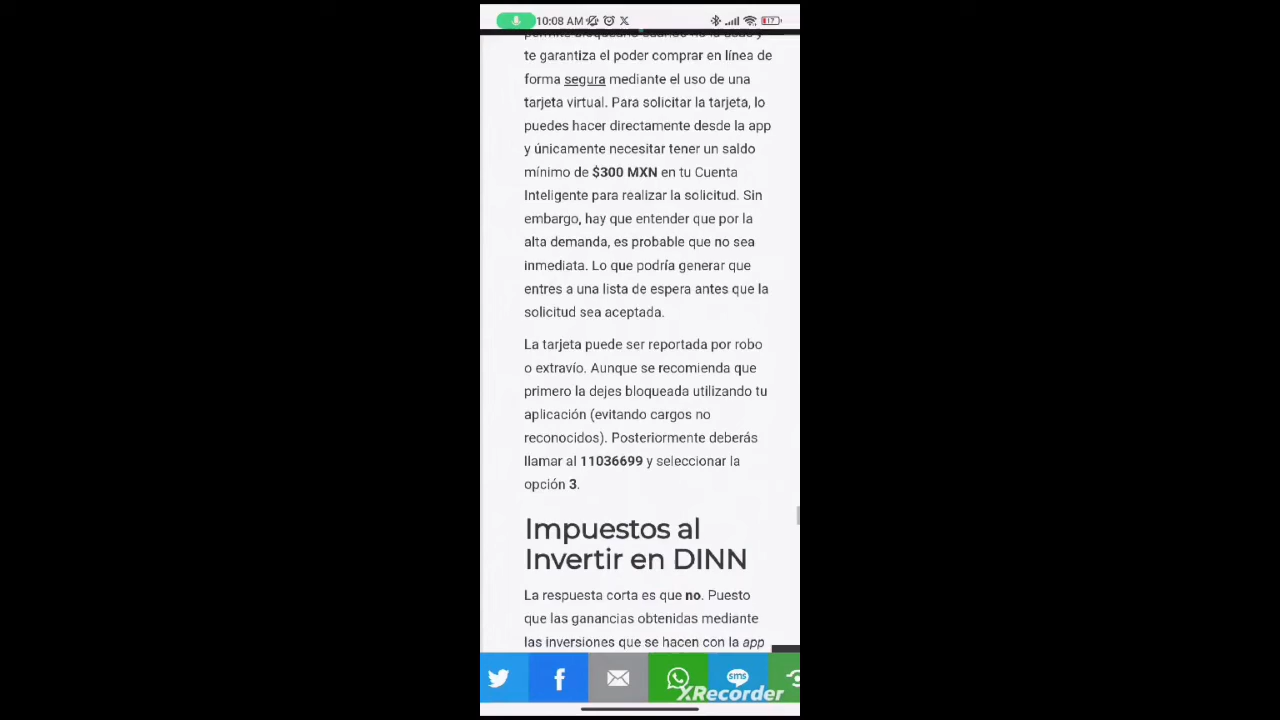 10:08 AM
17
te garantiza el poder comprar en línea de
forma segura mediante el uso de una
tarjeta virtual. Para solicitar la tarjeta, lo
puedes hacer directamente desde la app
y únicamente necesitar tener un saldo
mínimo de $300 MXN en tu Cuenta
Inteligente para realizar la solicitud. Sin
embargo, hay que entender que por la
alta demanda, es probable que no sea
inmediata. Lo que podría generar que
entres a una lista de espera antes que la
solicitud sea aceptada.
La tarjeta puede ser reportada por robo
o extravío. Aunque se recomienda que
primero la dejes bloqueada utilizando tu
aplicación (evitando cargos no
reconocidos). Posteriormente deberás
llamar al 11036699 y seleccionar la
opción 3.
Impuestos al
Invertir en DINN
La respuesta corta es que no. Puesto
que las ganancias obtenidas mediante
las inversiones que se hacen con la app
sms
XRecorder